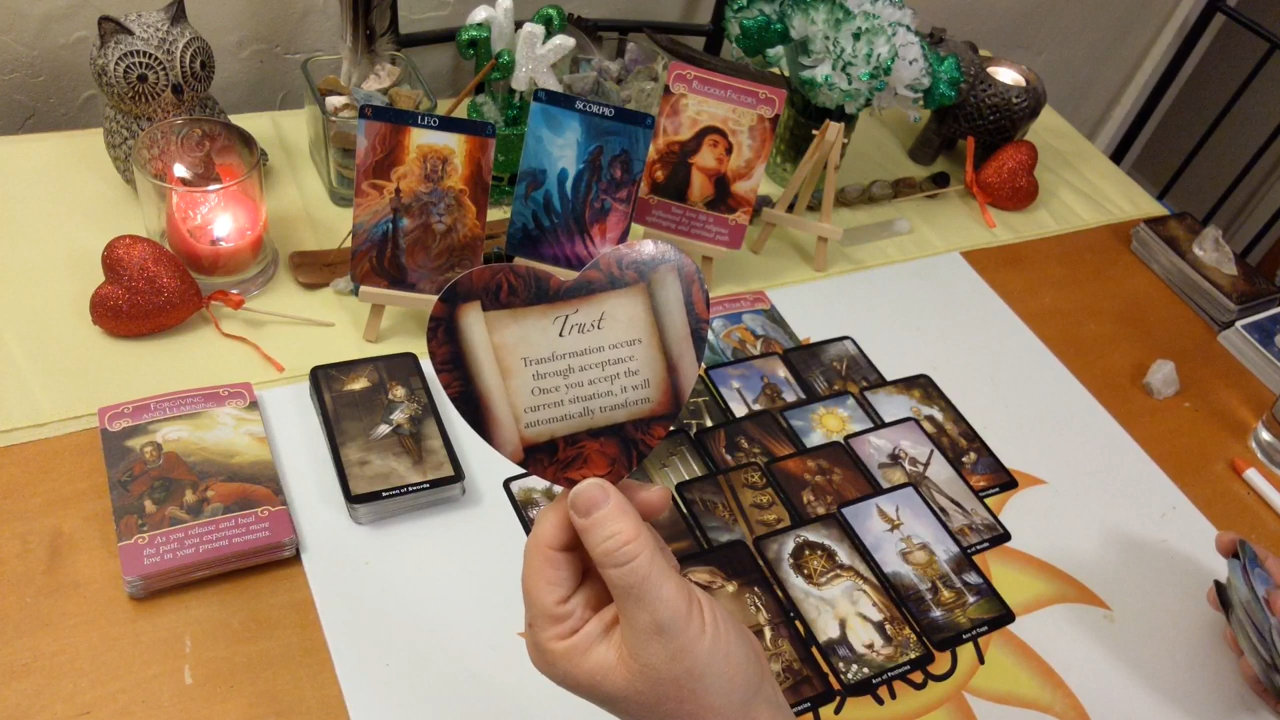 LEO
SCORPIO
RELIGIOUS FACTORS
Your love life is
influenced by your religious
upbringing and spiritual path.
Trust
Transformation occurs
through acceptance.
Once you accept the
current situation, it will
automatically transform.
FORGIVING
AND LEARNING
As you release and heal
the past, you experience more
love in your present moments.
Seven of Swords
Ace of Cups
Ace of Pentacles